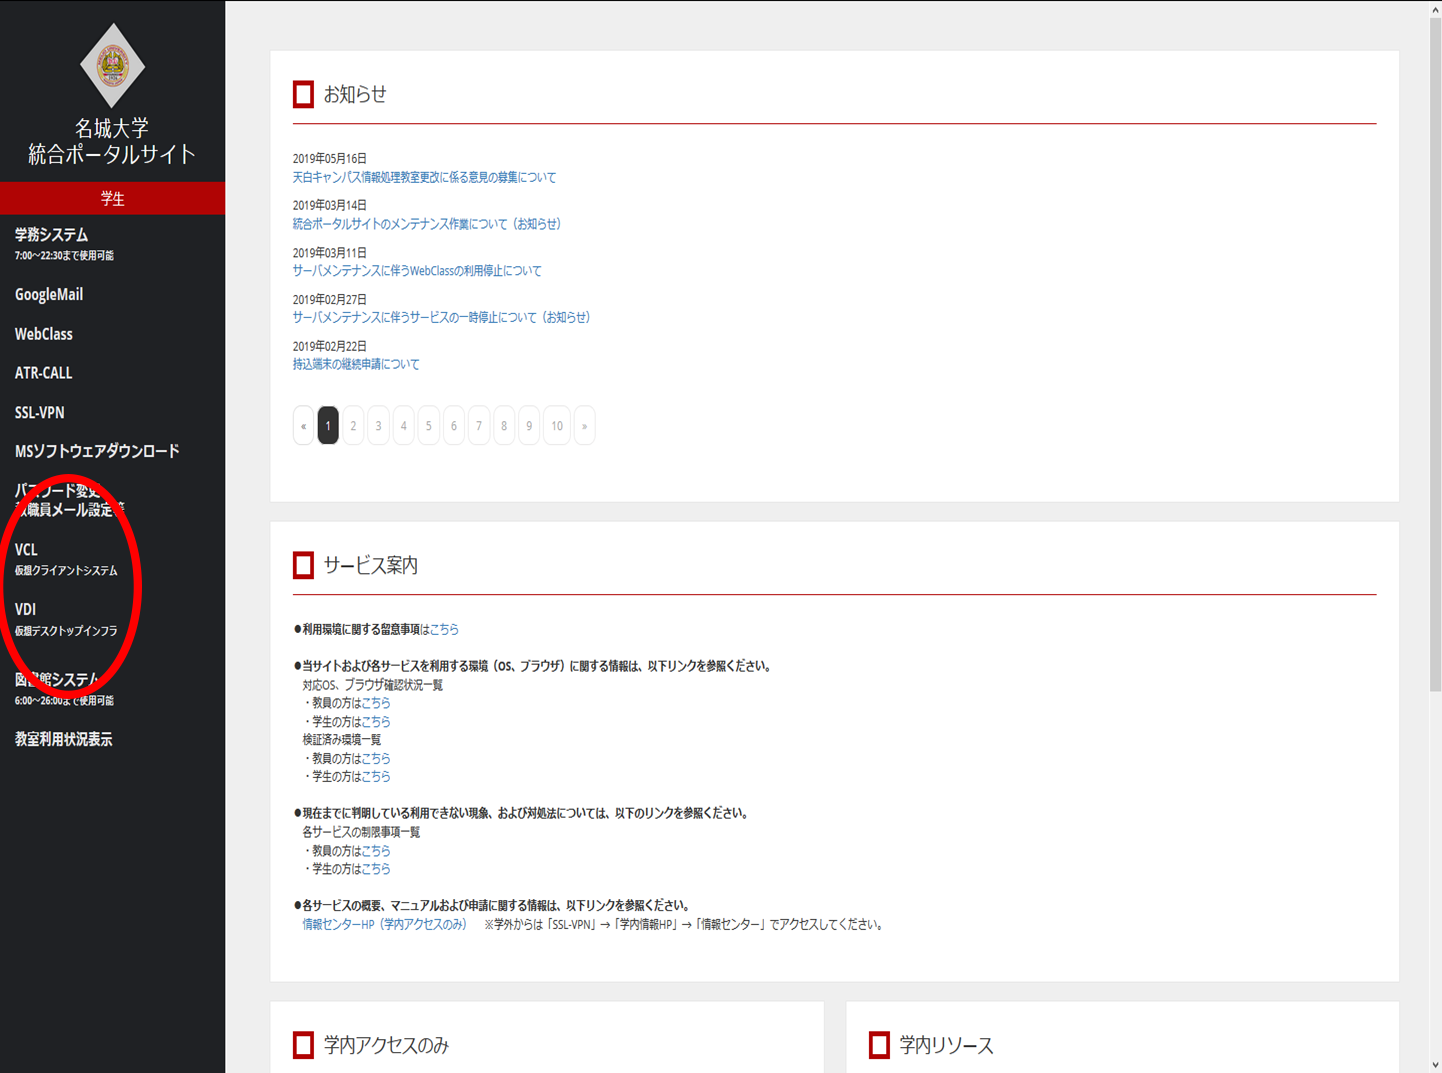 名城大学
統合ポータルサイト
学生
学務システム
7:00～22:30まで使用可能
GoogleMail
WebClass
ATR-CALL
SSL-VPN
MSソフトウェアダウンロード
パスワード変更
教職員メール設定等
VCL
仮想クライアントシステム
VDI
仮想デスクトップインフラ
図書館システム
6:00～26:00まで使用可能
教室利用状況表示
お知らせ
2019年05月16日
天白キャンパス情報処理教室更改に係る意見の募集について
2019年03月14日
統合ポータルサイトのメンテナンス作業について（お知らせ）
2019年03月11日
サーバメンテナンスに伴うWebClassの利用停止について
2019年02月27日
サーバメンテナンスに伴うサービスの一時停止について（お知らせ）
2019年02月22日
持込端末の継続申請について
« 1 2 3 4 5 6 7 8 9 10 »
サービス案内
●利用環境に関する留意事項はこちら
●当サイトおよび各サービスを利用する環境（OS、ブラウザ）に関する情報は、以下リンクを参照ください。
対応OS、ブラウザ確認状況一覧
・教員の方はこちら
・学生の方はこちら
検証済み環境一覧
・教員の方はこちら
・学生の方はこちら
●現在までに判明している利用できない現象、および対処法については、以下のリンクを参照ください。
各サービスの制限事項一覧
・教員の方はこちら
・学生の方はこちら
●各サービスの概要、マニュアルおよび申請に関する情報は、以下リンクを参照ください。
情報センターHP（学内アクセスのみ） ※学外からは「SSL-VPN」→「学内情報HP」→「情報センター」でアクセスしてください。
学内アクセスのみ
学内リソース